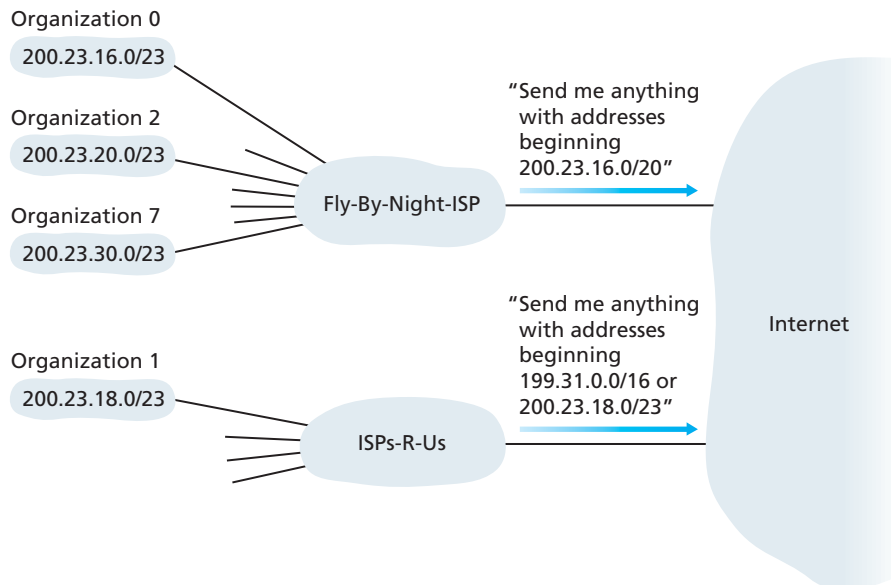 Organization 0
200.23.16.0/23
Organization 2
200.23.20.0/23
Organization 7
200.23.30.0/23
Fly-By-Night-ISP
“Send me anything
with addresses
beginning
200.23.16.0/20”
Organization 1
200.23.18.0/23
ISPs-R-Us
“Send me anything
with addresses
beginning
199.31.0.0/16 or
200.23.18.0/23”
Internet